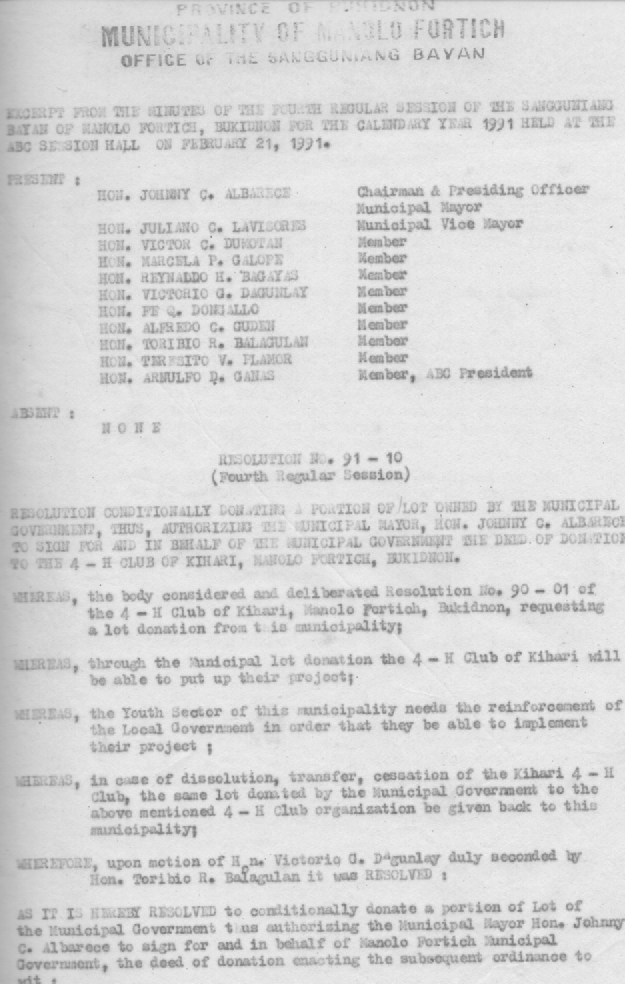 PROVINCE OF BUKIDNON
MUNICIPALITY OF MANOLO FORTICH
OFFICE OF THE SANGGUNIANG BAYAN
EXCERPT FROM THE MINUTES OF THE FOURTH REGULAR SESSION OF THE SANGGUNIANG
BAYAN OF MANOLO FORTICH, BUKIDNON FOR THE CALENDARY YEAR 1991 HELD AT THE
ABC SESSION HALL ON FEBRUARY 21, 1991.
PRESENT :
HON. JOHNNY C. ALBARECE Chairman & Presiding Officer
Municipal Mayor
HON. JULIANO C. LAVISORES Municipal Vice Mayor
HON. VICTOR C. DUMOTAN Member
HON. MARCELA P. GALOPE Member
HON. REYNALDO H. BAGAYAS Member
HON. VICTORIO G. DAGUNLAY Member
HON. FE Q. DONGALLO Member
HON. ALFREDO C. GUDEN Member
HON. TORIBIO R. BALAGULAN Member
HON. TERESITO V. FLAMOR Member
HON. ARNULFO D. GANAS Member, ABC President
ABSENT :
N O N E
RESOLUTION NO. 91 - 10
(Fourth Regular Session)
RESOLUTION CONDITIONALLY DONATING A PORTION OF/LOT OWNED BY THE MUNICIPAL
GOVERNMENT, THUS, AUTHORIZING THE MUNICIPAL MAYOR, HON. JOHNNY C. ALBARECE
TO SIGN FOR AND IN BEHALF OF THE MUNICIPAL GOVERNMENT THE DEED OF DONATION
TO THE 4 - H CLUB OF KIHARI, MANOLO FORTICH, BUKIDNON.
WHEREAS, the body considered and deliberated Resolution No. 90 - 01 of
the 4 - H Club of Kihari, Manolo Fortich, Bukidnon, requesting
a lot donation from t is municipality;
WHEREAS, through the Municipal lot donation the 4 - H Club of Kihari will
be able to put up their project;
WHEREAS, the Youth Sector of this municipality needs the reinforcement of
the Local Government in order that they be able to implement
their project ;
WHEREAS, in case of dissolution, transfer, cessation of the Kihari 4 - H
Club, the same lot donated by the Municipal Government to the
above mentioned 4 - H Club organization be given back to this
municipality;
WHEREFORE, upon motion of Hon. Victorio G. Dagunlay duly seconded by
Hon. Toribio R. Balagulan it was RESOLVED :
AS IT IS HEREBY RESOLVED to conditionally donate a portion of Lot of
the Municipal Government t us authorizing the Municipal Mayor Hon. Johnny
C. Albarece to sign for and in behalf of Manolo Fortich Municipal
Government, the deed of donation enacting the subsequent ordinance to
wit :